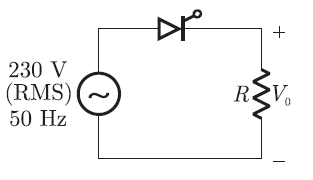 230 V
(RMS)
50 Hz
+
R
V₀
−